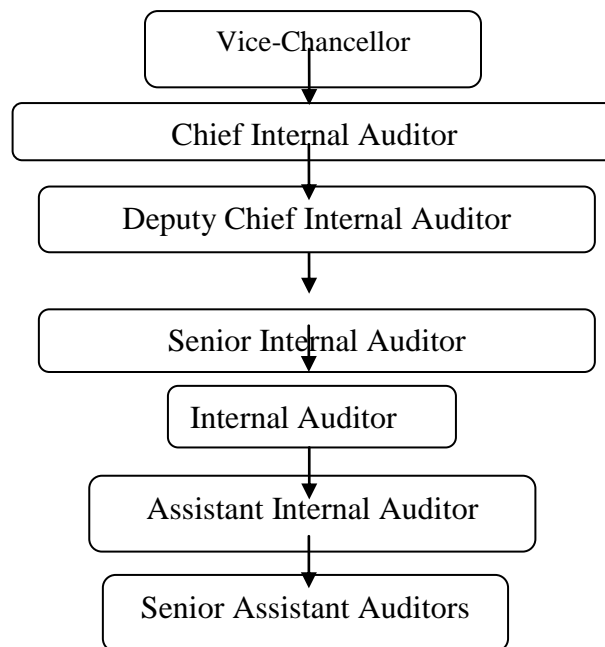 Vice-Chancellor
Chief Internal Auditor
Deputy Chief Internal Auditor
Senior Internal Auditor
Internal Auditor
Assistant Internal Auditor
Senior Assistant Auditors